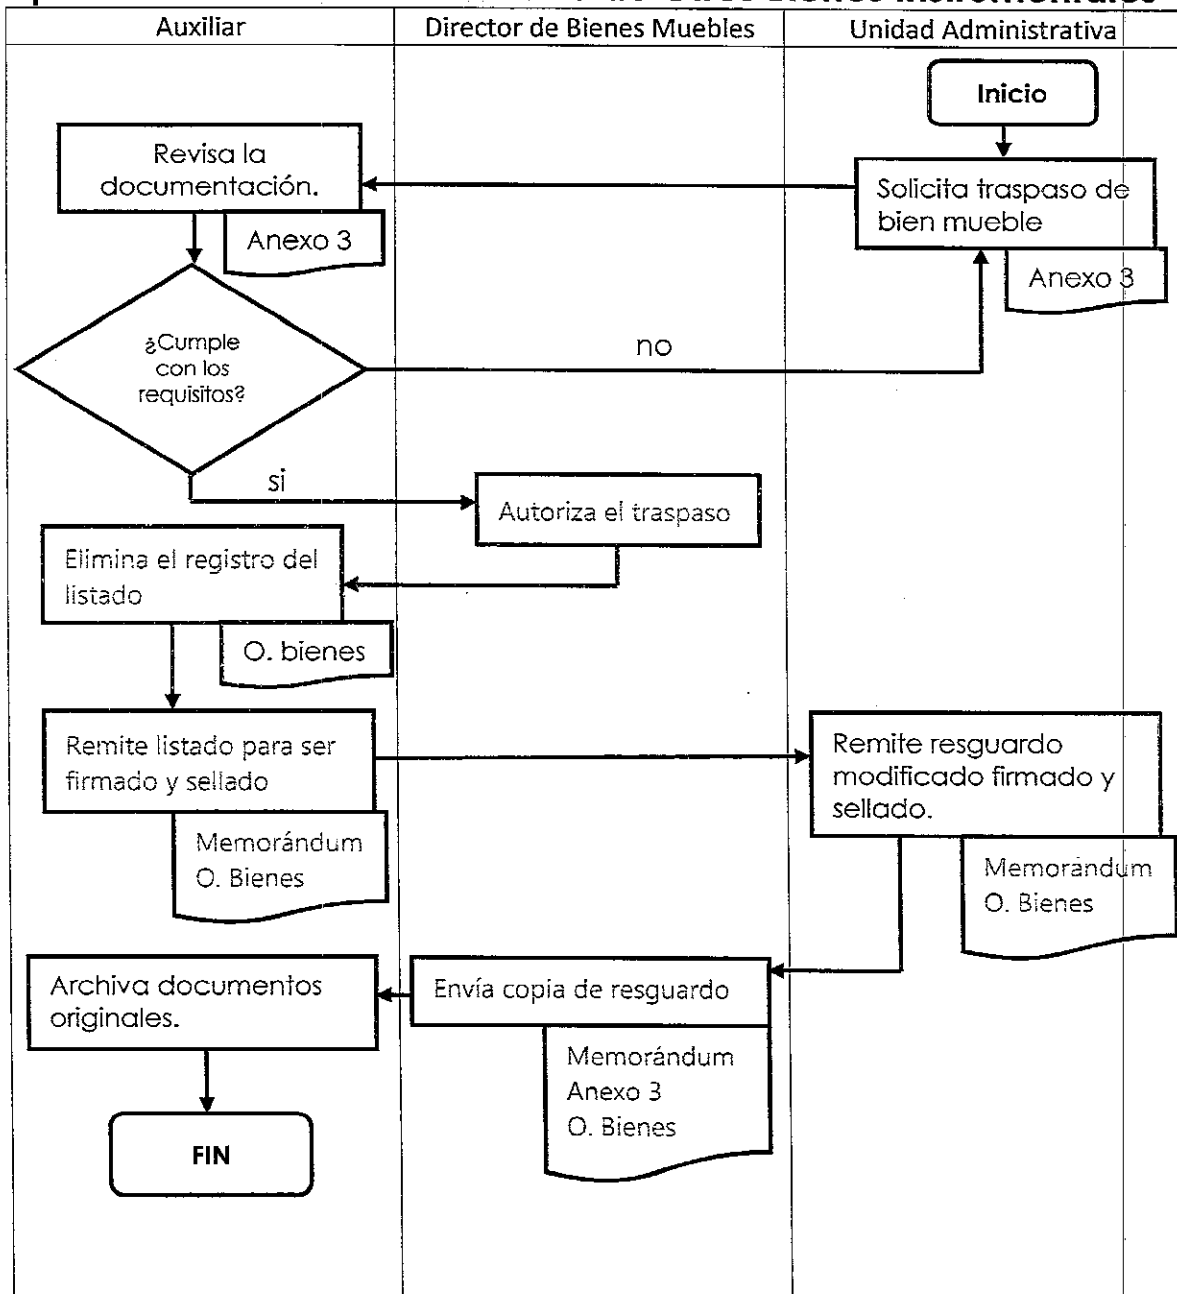 Auxiliar
Director de Bienes Muebles
Unidad Administrativa
Inicio
Revisa la
documentación.
Anexo 3
Solicita traspaso de
bien mueble
Anexo 3
¿Cumple
con los
requisitos?
no
si
Autoriza el traspaso
Elimina el registro del
listado
O. bienes
Remite listado para ser
firmado y sellado
Memorándum
O. Bienes
Remite resguardo
modificado firmado y
sellado.
Memorándum
O. Bienes
Archiva documentos
originales.
Envía copia de resguardo
Memorándum
Anexo 3
O. Bienes
FIN